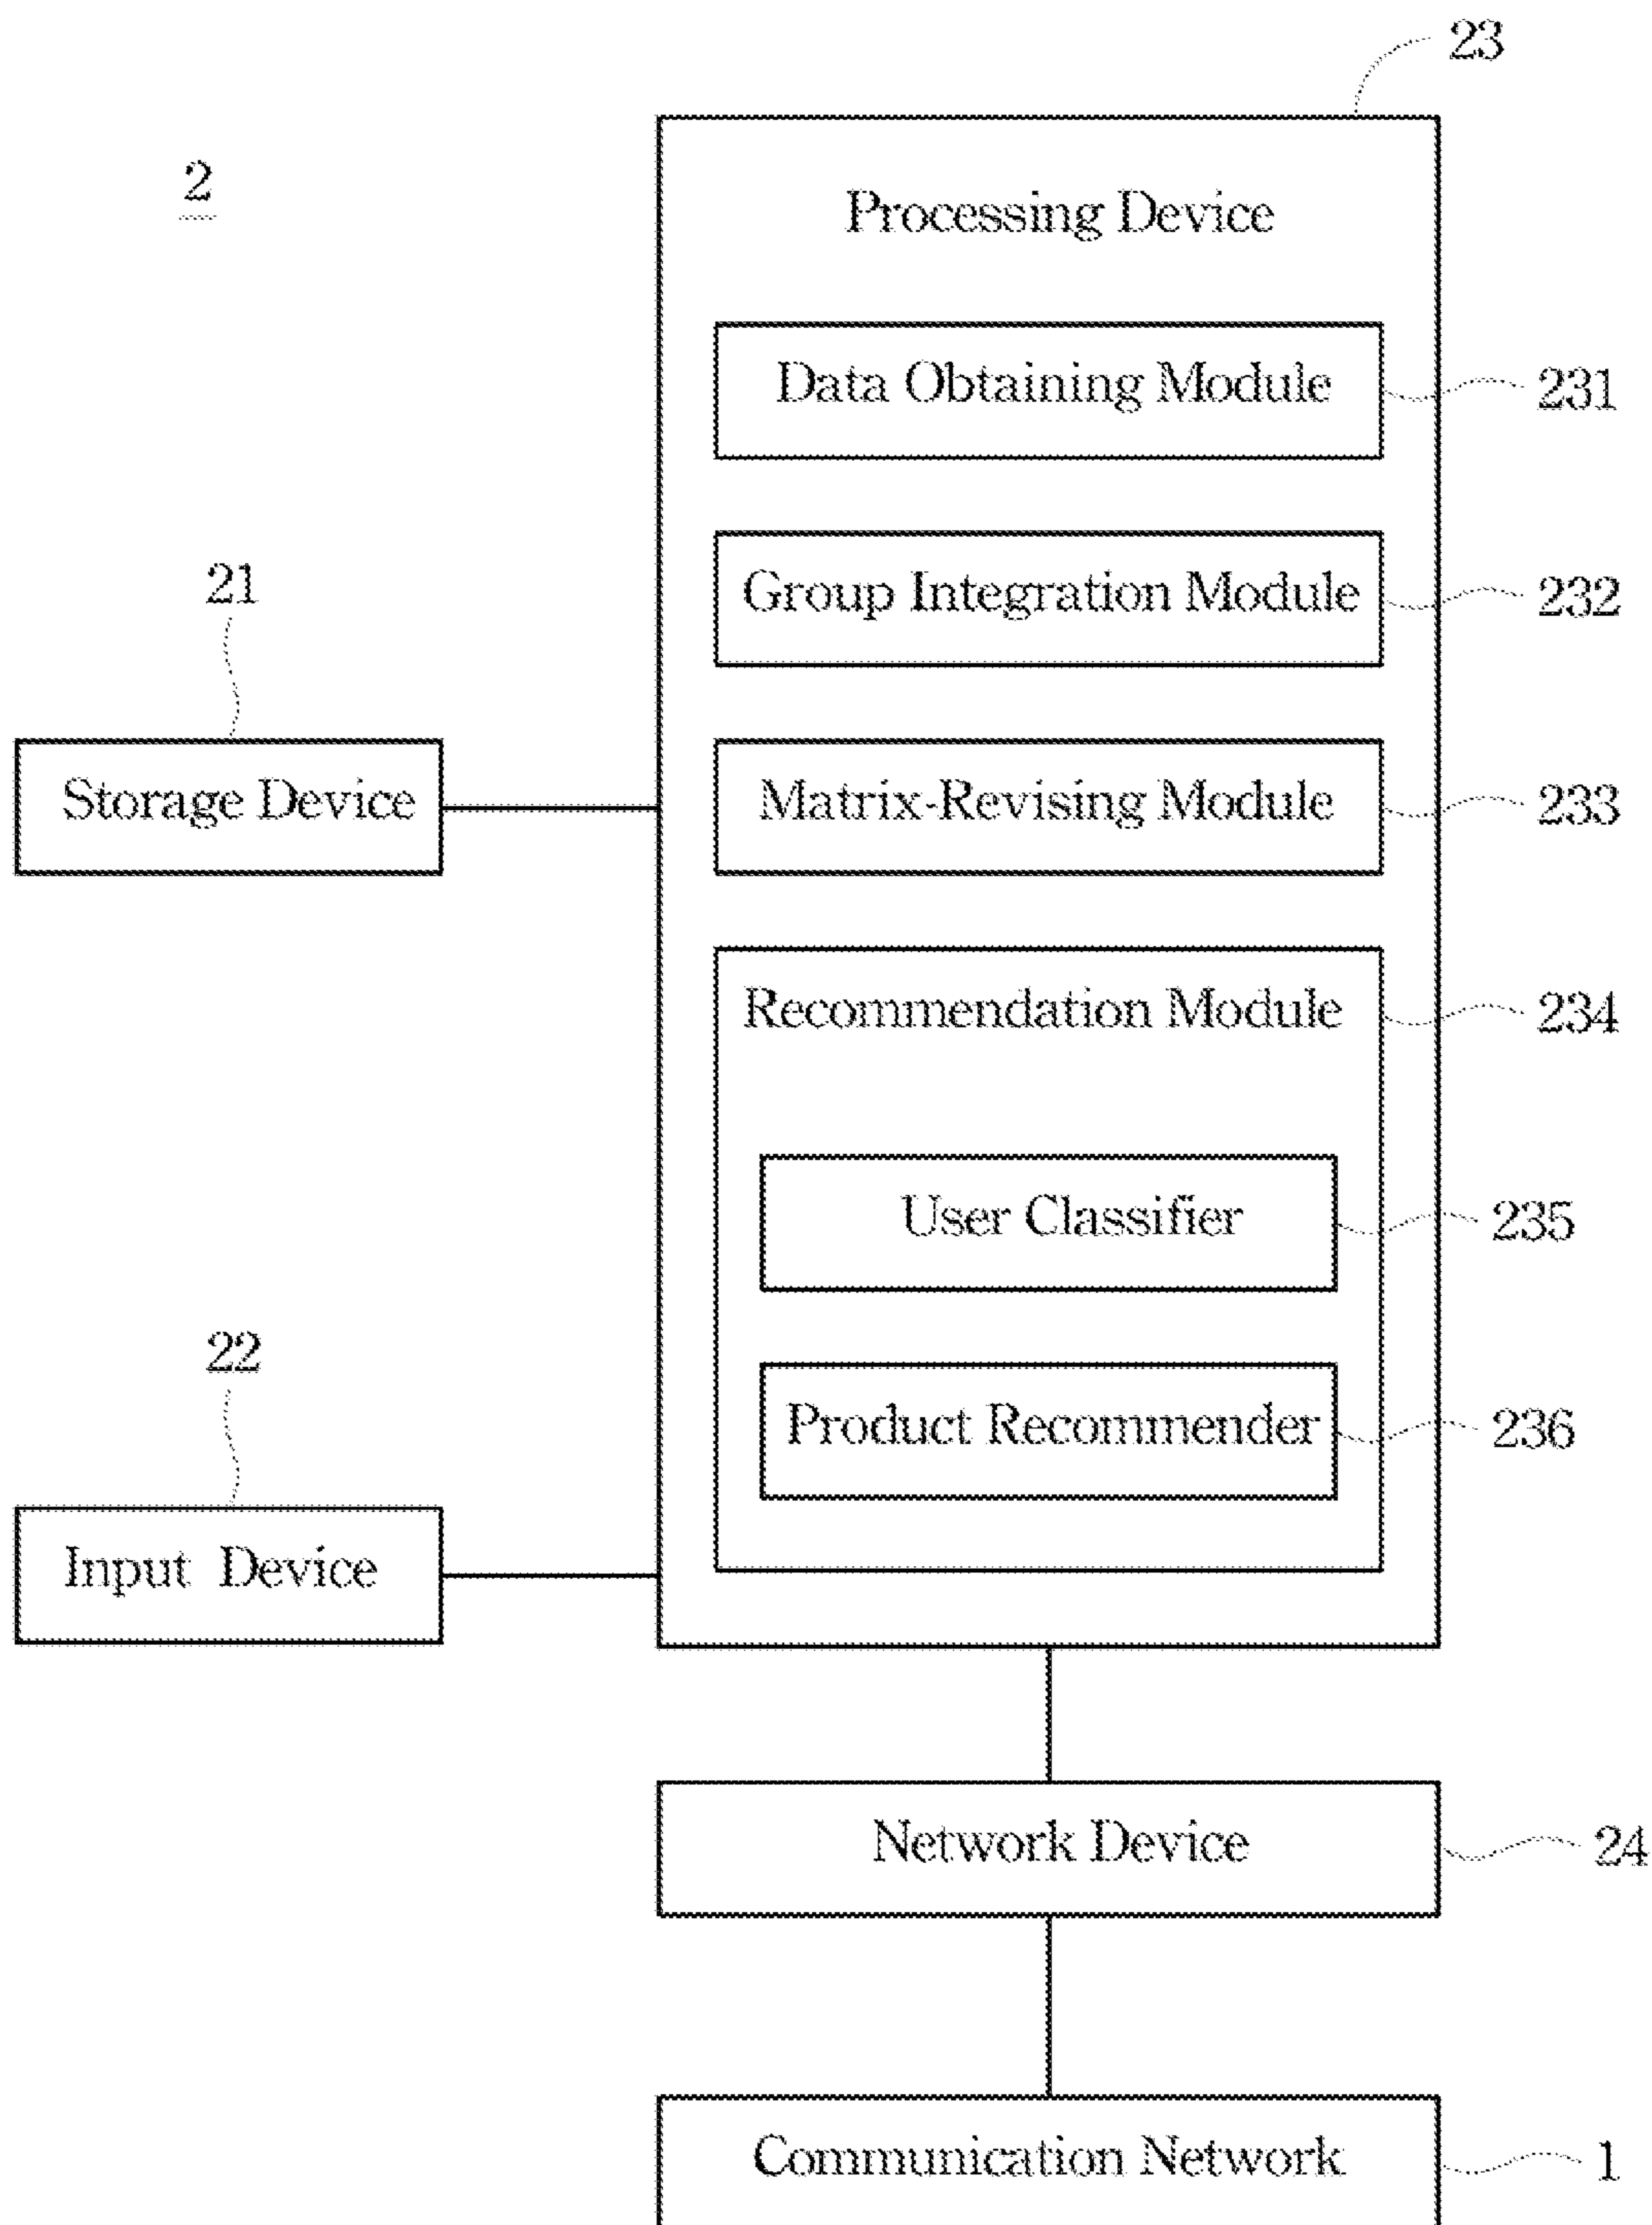 23
2
Processing Device
Data Obtaining Module
231
Group Integration Module
232
21
Storage Device
Matrix-Revising Module
233
Recommendation Module
234
User Classifier
235
22
Product Recommender
236
Input Device
Network Device
24
Communication Network
1